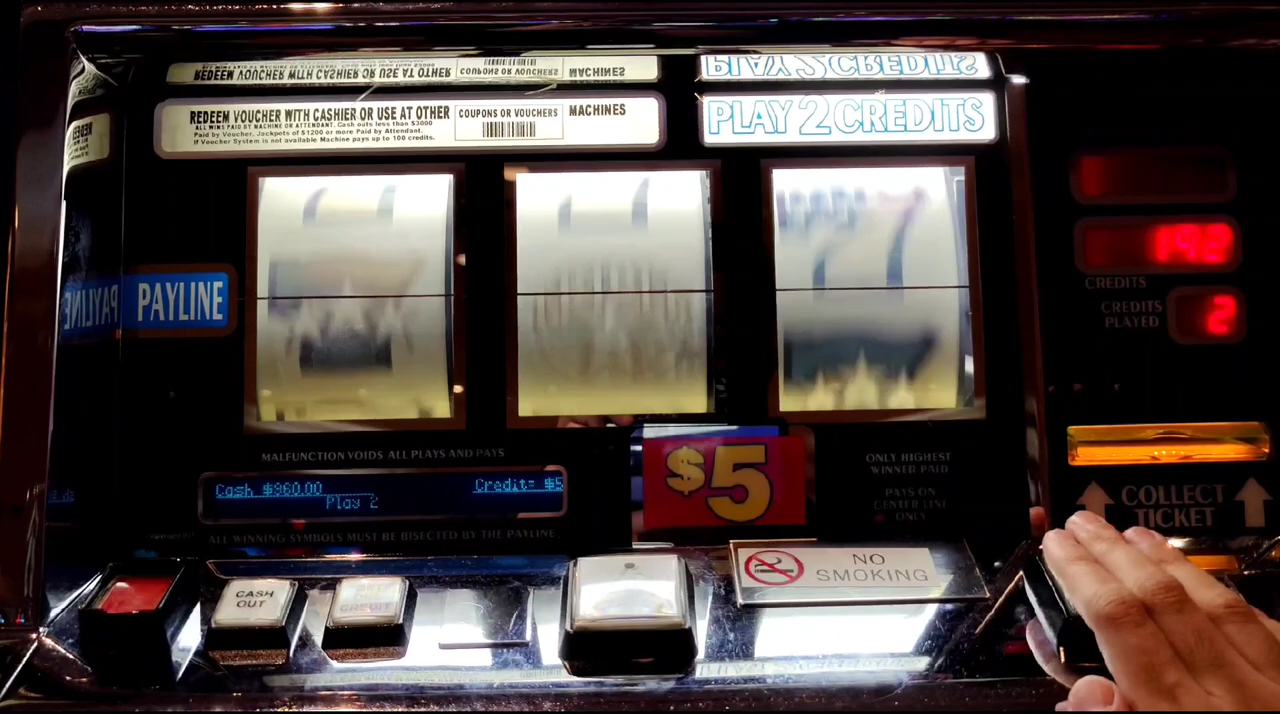 REDEEM VOUCHER WITH CASHIER OR USE AT OTHER
COUPONS OR VOUCHERS
MACHINES
PLAY 2 CREDITS
REDEEM VOUCHER WITH CASHIER OR USE AT OTHER
ALL WINS PAID BY MACHINE OR ATTENDANT. Cash outs less than $3000
Paid by Voucher. Jackpots of $1200 or more Paid by Attendant.
If Voucher System is not available Machine pays up to 100 credits.
COUPONS OR VOUCHERS
MACHINES
PLAY 2 CREDITS
PAYLINE
PAYLINE
192
CREDITS
CREDITS
PLAYED
2
MALFUNCTION VOIDS ALL PLAYS AND PAYS
Cash $960.00
Credit= $5
Play 2
ALL WINNING SYMBOLS MUST BE BISECTED BY THE PAYLINE.
$5
ONLY HIGHEST
WINNER PAID
PAYS ON
CENTER LINE
ONLY
COLLECT
TICKET
CASH
OUT
CREDIT
NO
SMOKING